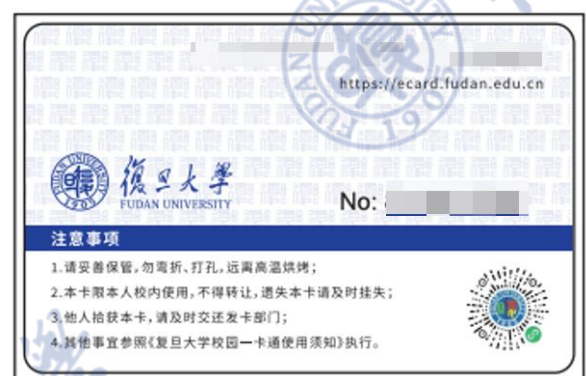 https://ecard.fudan.edu.cn
復旦大學
FUDAN UNIVERSITY
No:
注意事项
1.请妥善保管,勿弯折、打孔,远离高温烘烤;
2.本卡限本人校内使用,不得转让,遗失本卡请及时挂失;
3.他人拾获本卡,请及时交还发卡部门;
4.其他事宜参照《复旦大学校园一卡通使用须知》执行。
FUDAN UNIVERSITY
1905